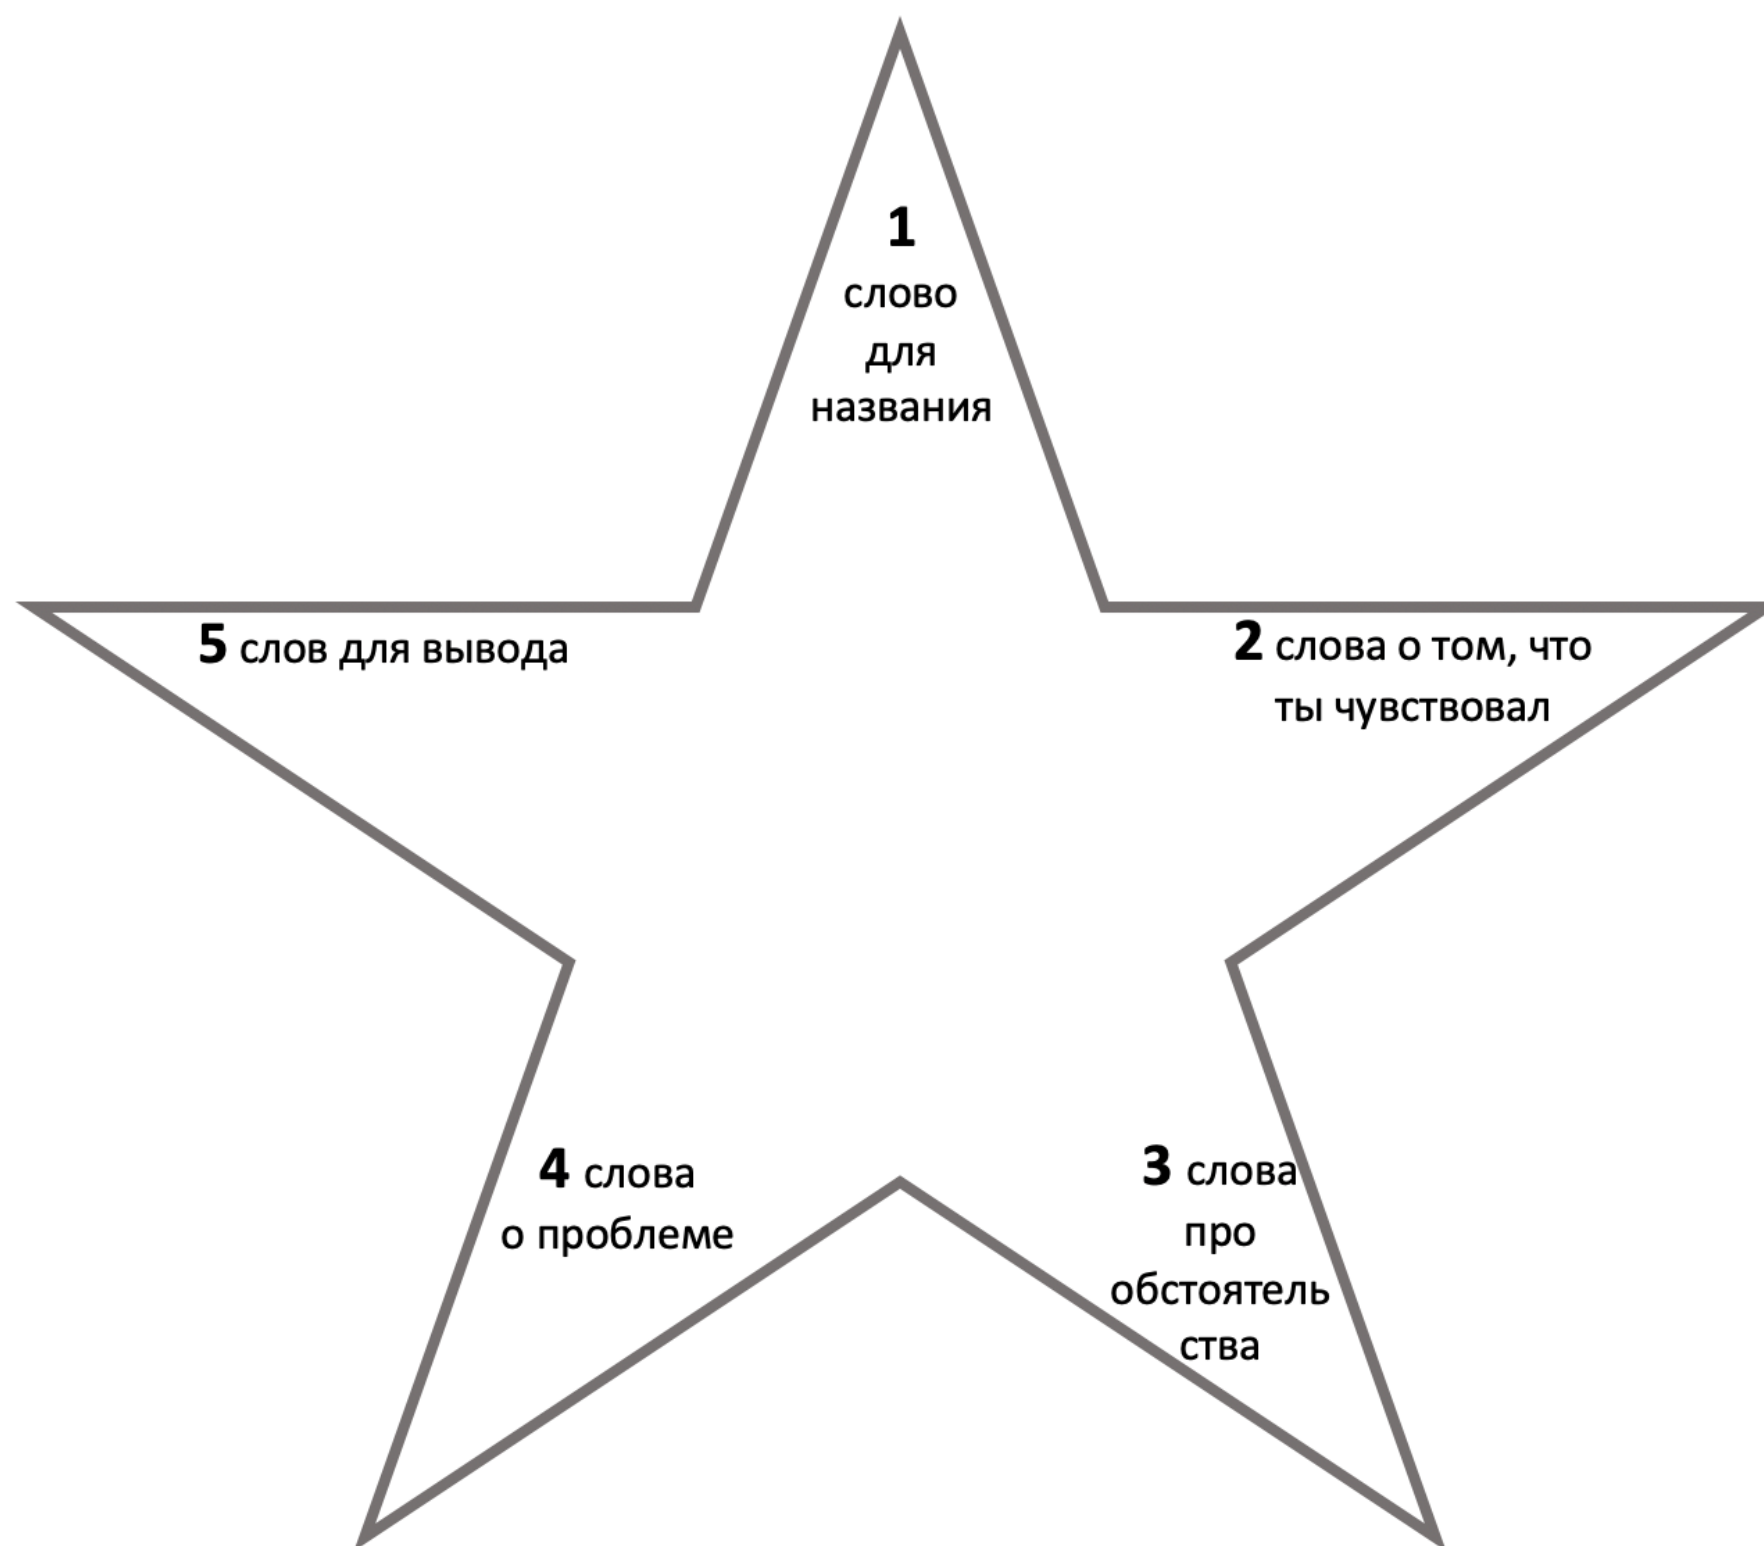 1
слово
для
названия
2 слова о том, что
ты чувствовал
3 слова
про
обстоятель
ства
4 слова
о проблеме
5 слов для вывода